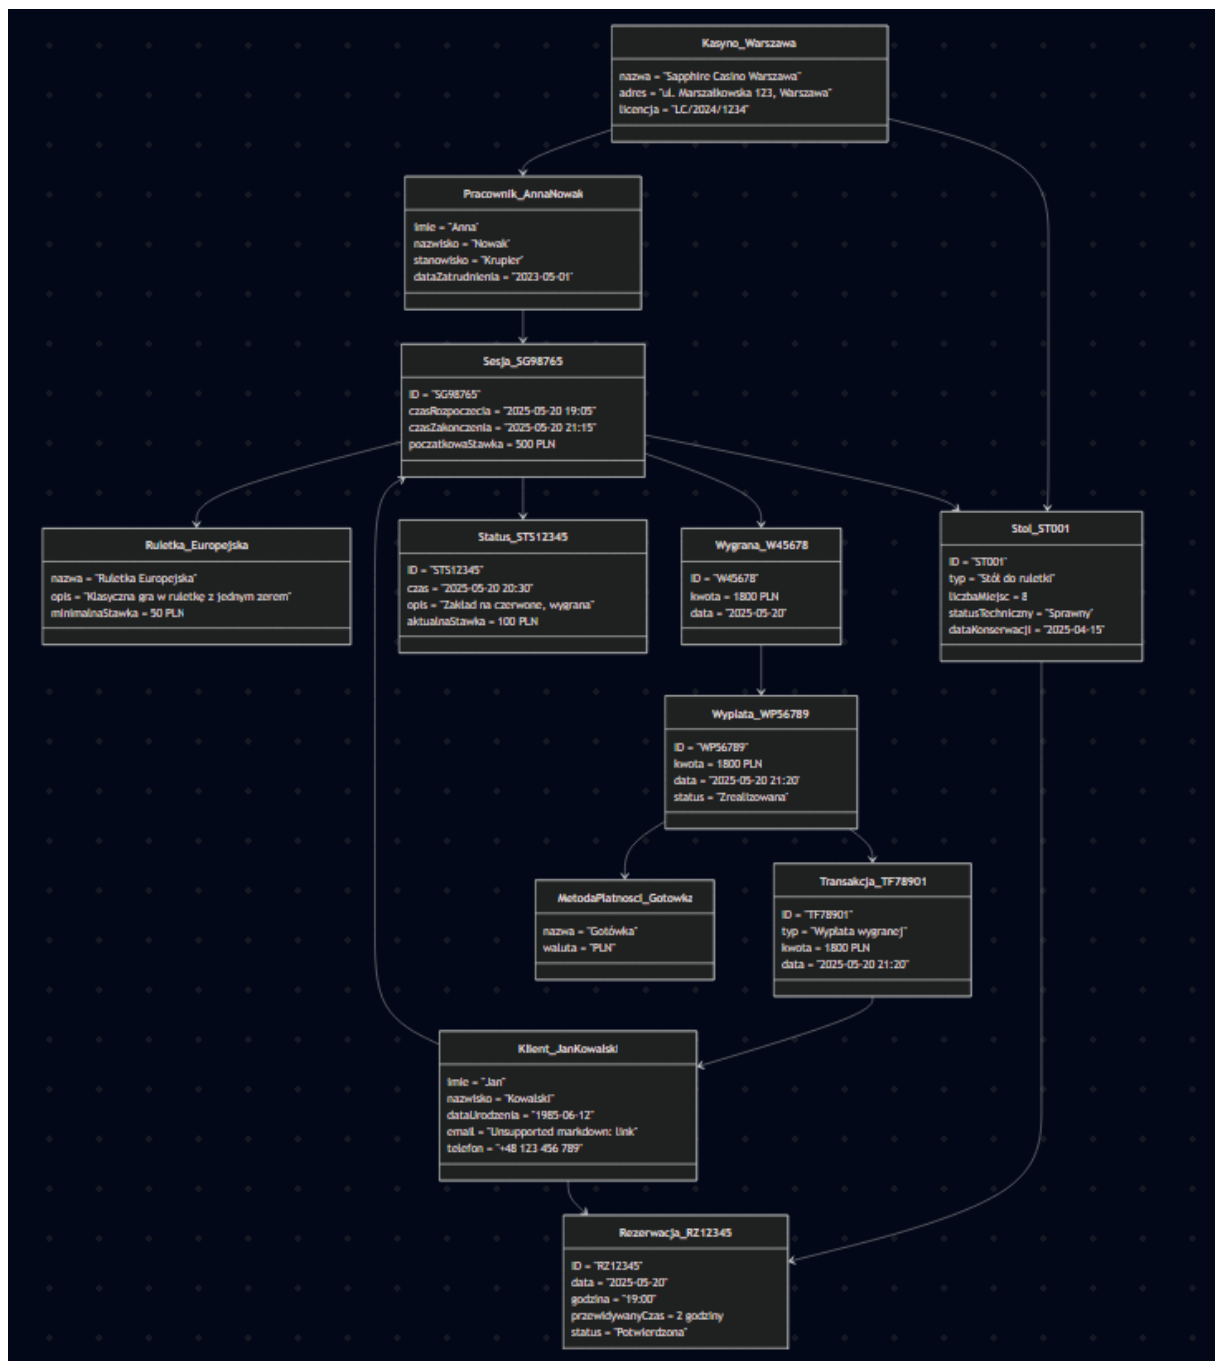 Kasyno_Warszawa
nazwa = "Sapphire Casino Warszawa"
adres = "ul. Marszałkowska 123, Warszawa"
licencja = "LC/2024/1234"
Pracownik_AnnaNowak
imie = "Anna"
nazwisko = "Nowak"
stanowisko = "Krupier"
dataZatrudnienia = "2023-05-01"
Sesja_SG98765
ID = "SG98765"
czasRozpoczecia = "2025-05-20 19:05"
czasZakonczenia = "2025-05-20 21:15"
poczatkowaStawka = 500 PLN
Ruletka_Europejska
nazwa = "Ruletka Europejska"
opis = "Klasyczna gra w ruletkę z jednym zerem"
minimalnaStawka = 50 PLN
Status_STS12345
ID = "STS12345"
czas = "2025-05-20 20:30"
opis = "Zakład na czerwone, wygrana"
aktualnaStawka = 100 PLN
Wygrana_W45678
ID = "W45678"
kwota = 1800 PLN
data = "2025-05-20"
Stol_ST001
ID = "ST001"
typ = "Stół do ruletki"
liczbaMiejsc = 8
statusTechniczny = "Sprawny"
dataKonserwacji = "2025-04-15"
Wyplata_WP56789
ID = "WP56789"
kwota = 1800 PLN
data = "2025-05-20 21:20"
status = "Zrealizowana"
MetodaPlatnosci_Gotowka
nazwa = "Gotówka"
waluta = "PLN"
Transakcja_TF78901
ID = "TF78901"
typ = "Wypłata wygranej"
kwota = 1800 PLN
data = "2025-05-20 21:20"
Klient_JanKowalski
imie = "Jan"
nazwisko = "Kowalski"
dataUrodzenia = "1985-06-12"
email = "Unsupported markdown: link"
telefon = "+48 123 456 789"
Rezerwacja_RZ12345
ID = "RZ12345"
data = "2025-05-20"
godzina = "19:00"
przewidywanyCzas = 2 godziny
status = "Potwierdzona"